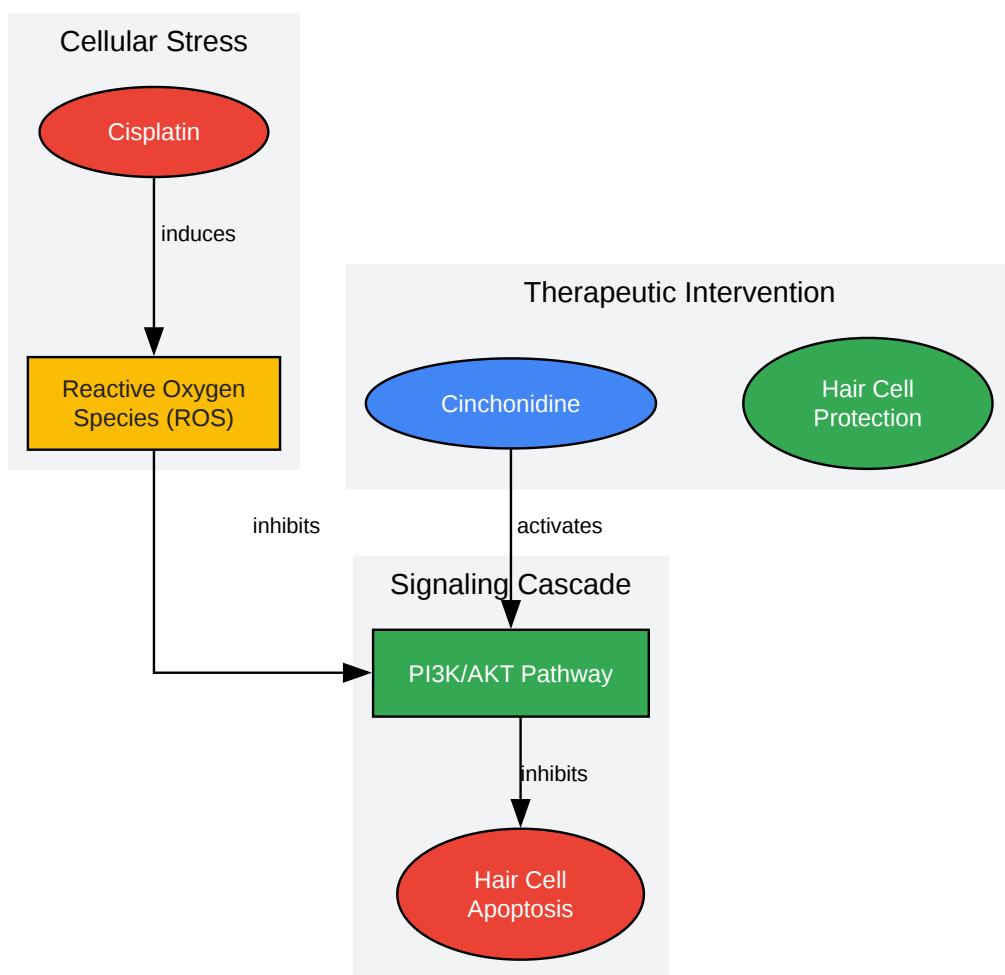 Cellular Stress
Cisplatin
induces
Reactive Oxygen
Species (ROS)
Therapeutic Intervention
Cinchonidine
Hair Cell
Protection
inhibits
activates
Signaling Cascade
PI3K/AKT Pathway
inhibits
Hair Cell
Apoptosis